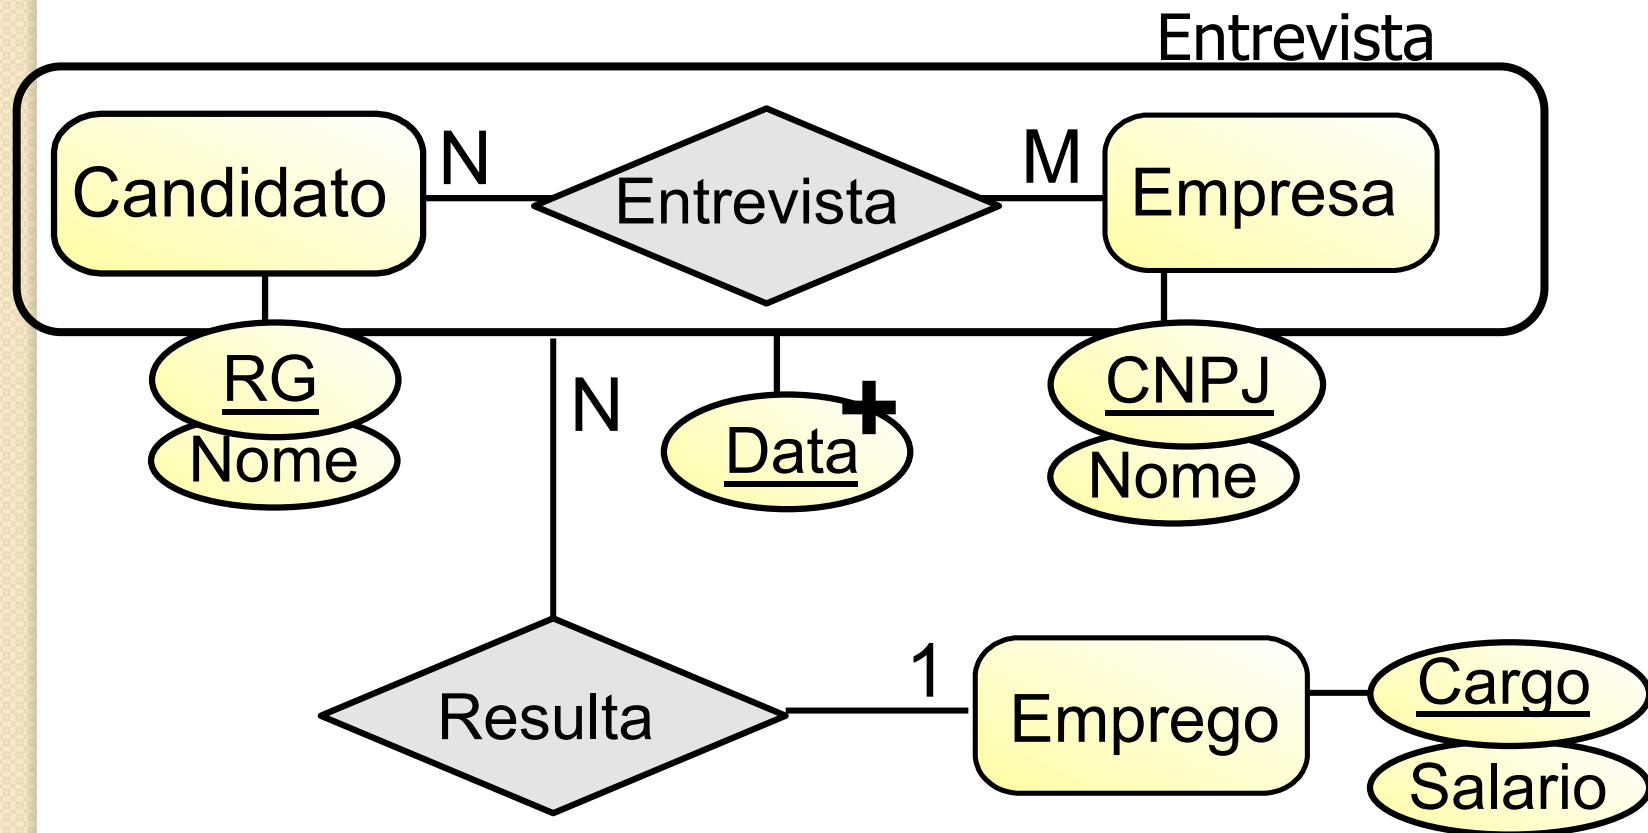 Entrevista
Candidato
N
Entrevista
M
Empresa
RG
Nome
N
Data
+
CNPJ
Nome
Resulta
1
Emprego
Cargo
Salario